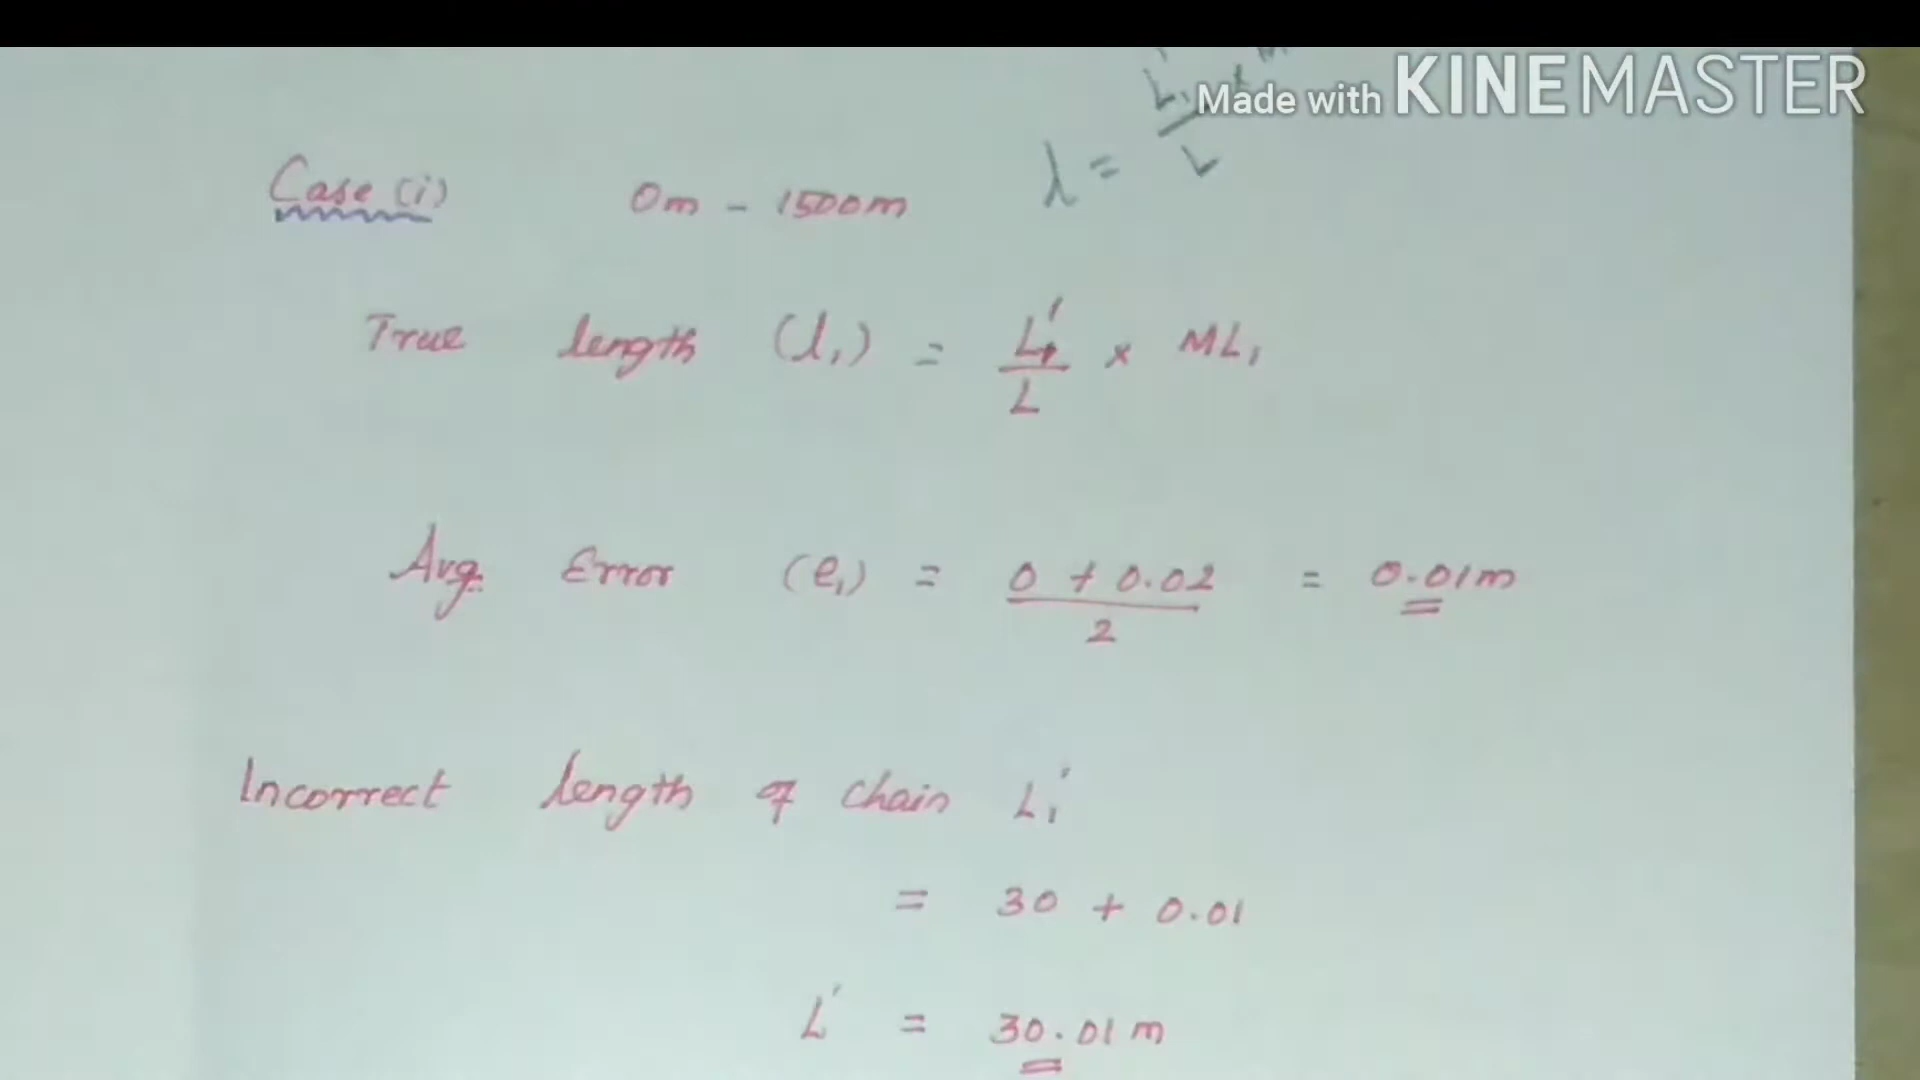 Made with KINEMASTER
L₁'
λ = L
Case (i) 0m - 1500m
True length (l₁) = L₁' / L × ML₁
Avg. Error (e₁) = 0 + 0.02 / 2 = 0.01m
Incorrect length of chain L₁'
= 30 + 0.01
L' = 30.01 m